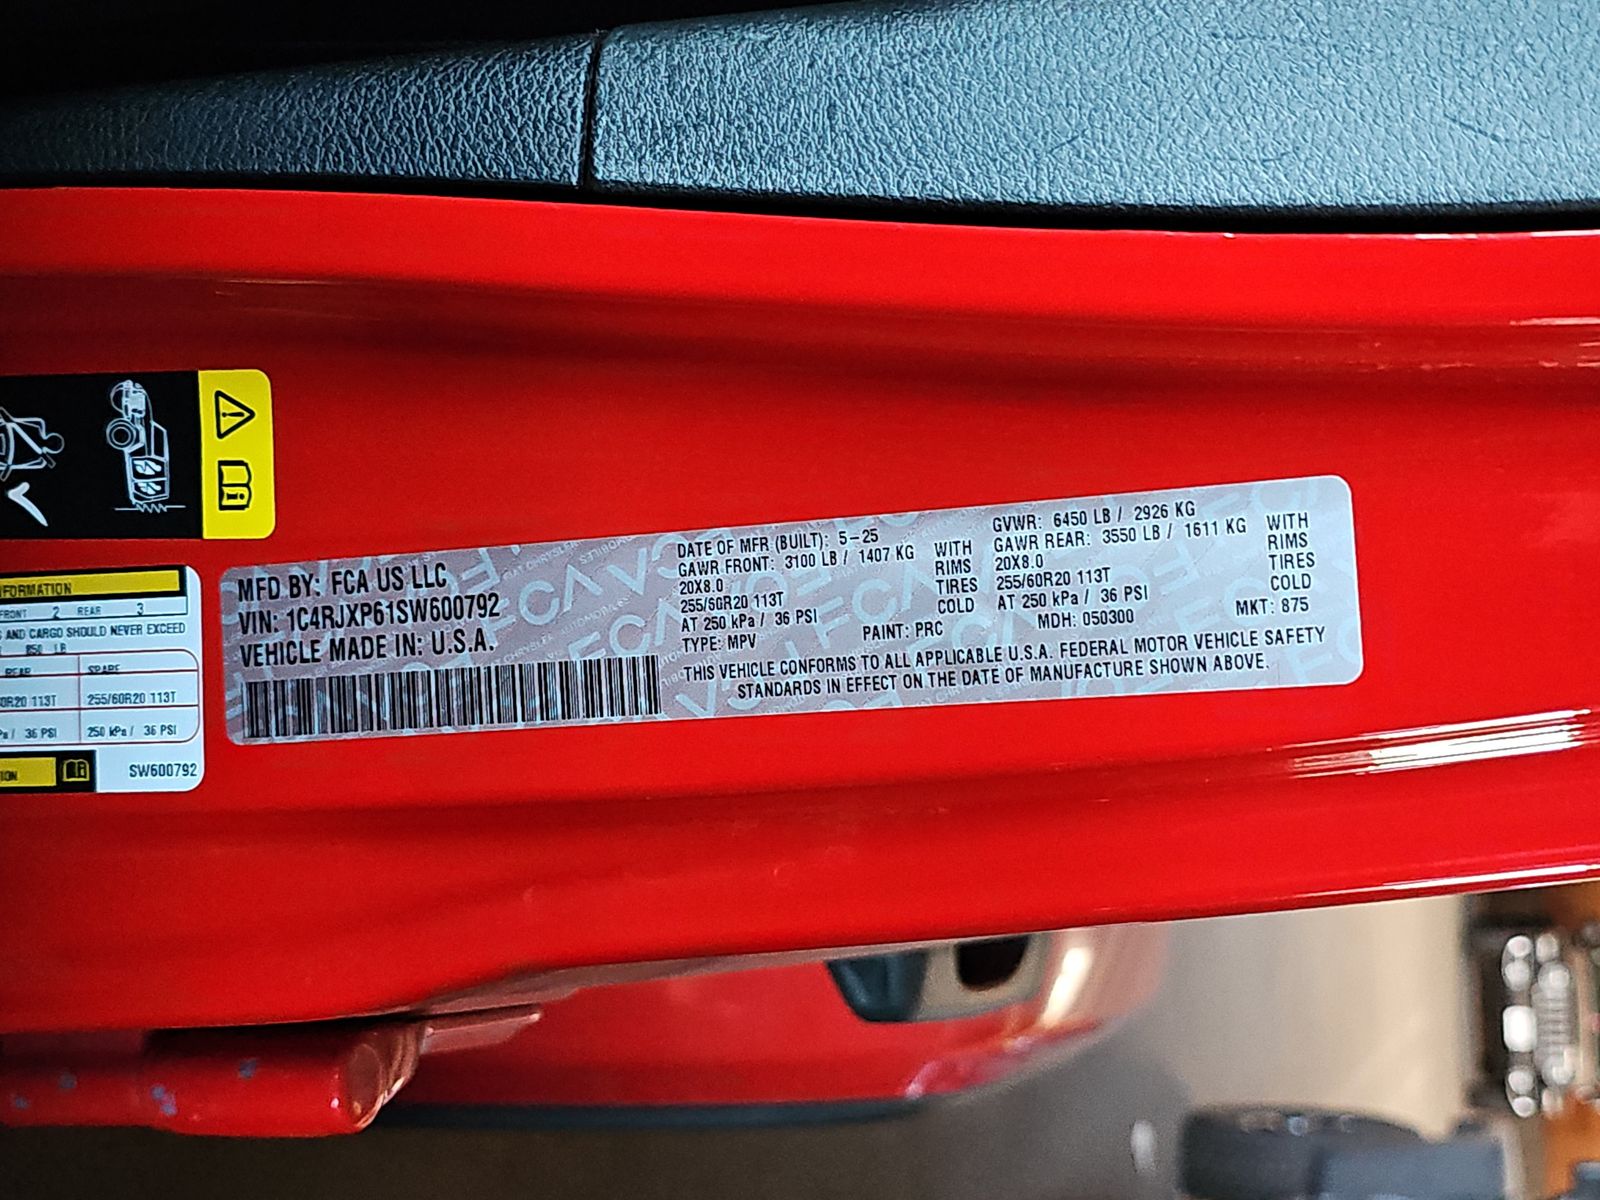 MFD BY: FCA US LLC
VIN: 1C4RJXP61SW600792
VEHICLE MADE IN: U.S.A.
DATE OF MFR (BUILT): 5-25
GAWR FRONT: 3100 LB / 1407 KG WITH
20X8.0 RIMS
255/60R20 113T TIRES
AT 250 kPa / 36 PSI COLD
TYPE: MPV PAINT: PRC
GVWR: 6450 LB / 2926 KG
GAWR REAR: 3550 LB / 1611 KG WITH
20X8.0 RIMS
255/60R20 113T TIRES
AT 250 kPa / 36 PSI COLD
MDH: 050300 MKT: 875
THIS VEHICLE CONFORMS TO ALL APPLICABLE U.S.A. FEDERAL MOTOR VEHICLE SAFETY
STANDARDS IN EFFECT ON THE DATE OF MANUFACTURE SHOWN ABOVE.
FORMATION
FRONT 2 REAR 3
AND CARGO SHOULD NEVER EXCEED
850 LB
REAR SPARE
0R20 113T 255/60R20 113T
/ 36 PSI 250 kPa / 36 PSI
ION
SW600792